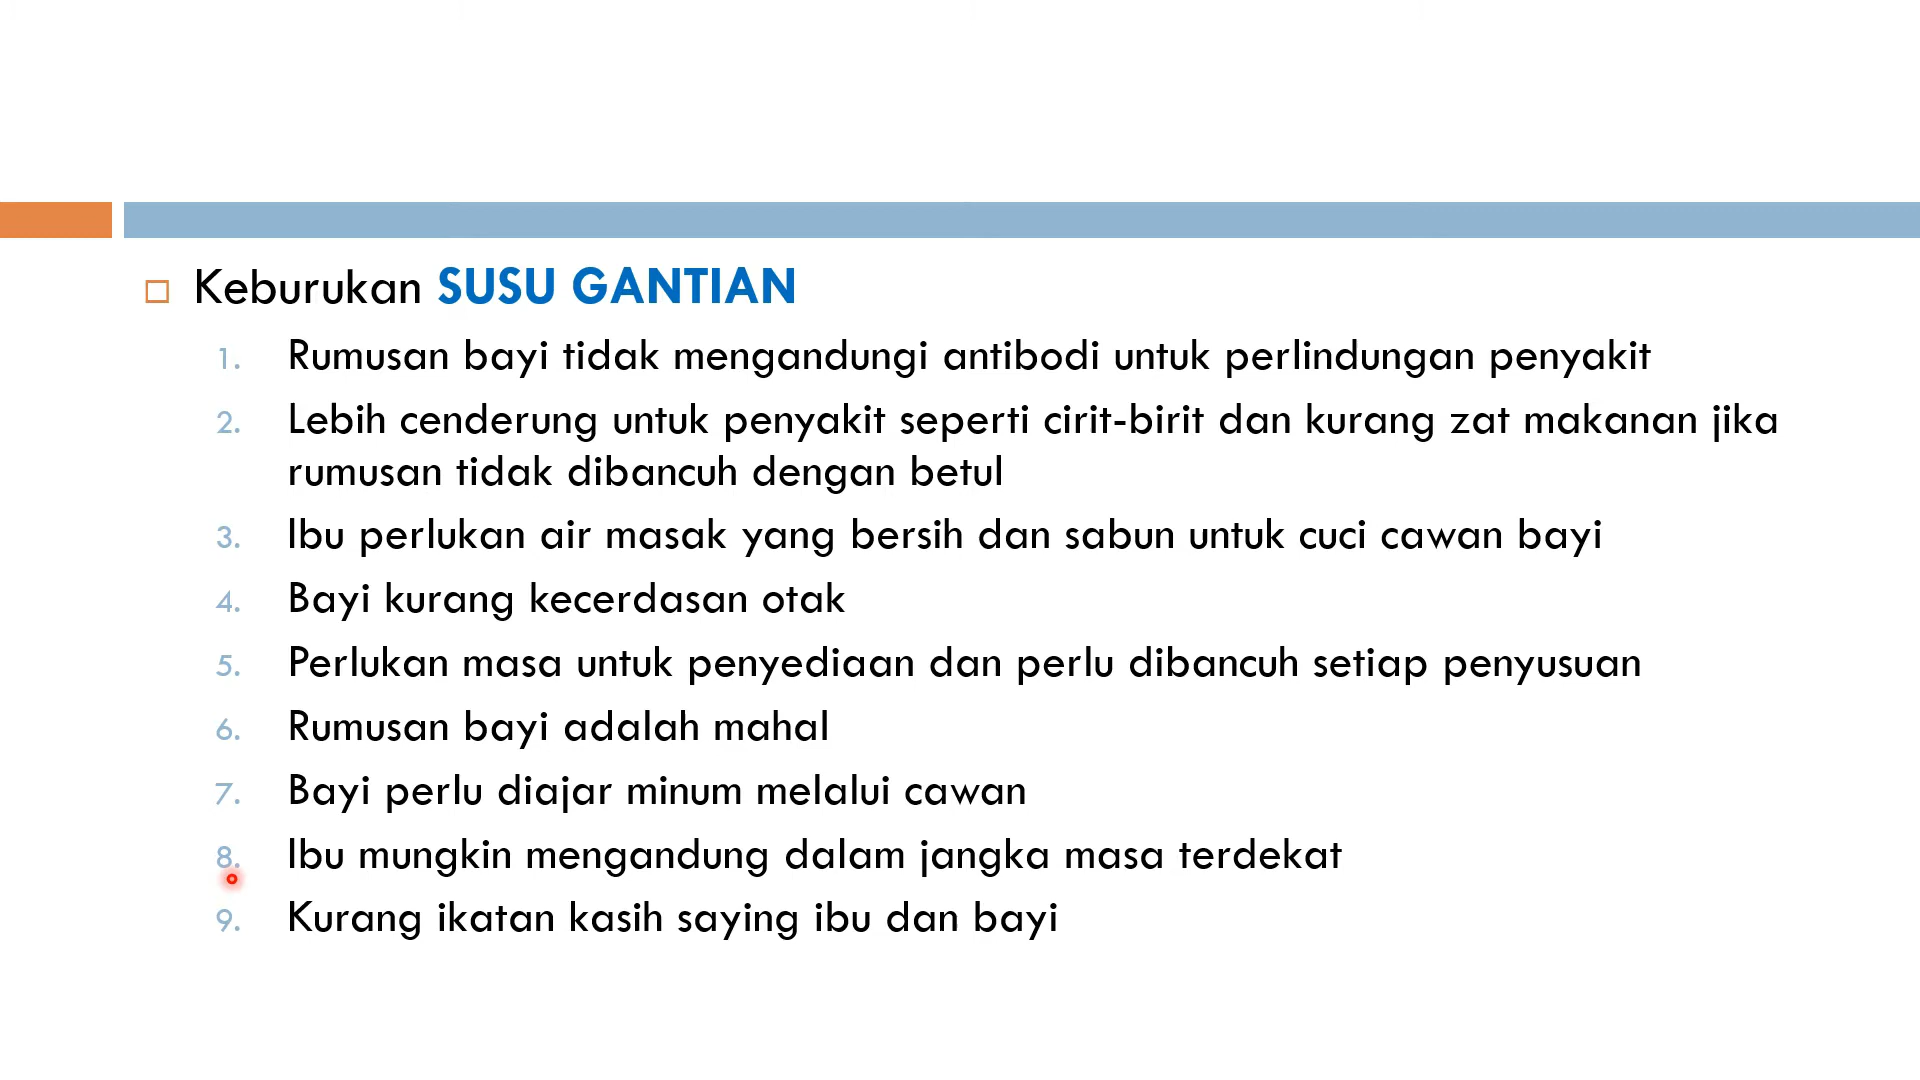 Keburukan SUSU GANTIAN
1. Rumusan bayi tidak mengandungi antibodi untuk perlindungan penyakit
2. Lebih cenderung untuk penyakit seperti cirit-birit dan kurang zat makanan jika
rumusan tidak dibancuh dengan betul
3. Ibu perlukan air masak yang bersih dan sabun untuk cuci cawan bayi
4. Bayi kurang kecerdasan otak
5. Perlukan masa untuk penyediaan dan perlu dibancuh setiap penyusuan
6. Rumusan bayi adalah mahal
7. Bayi perlu diajar minum melalui cawan
8. Ibu mungkin mengandung dalam jangka masa terdekat
9. Kurang ikatan kasih saying ibu dan bayi